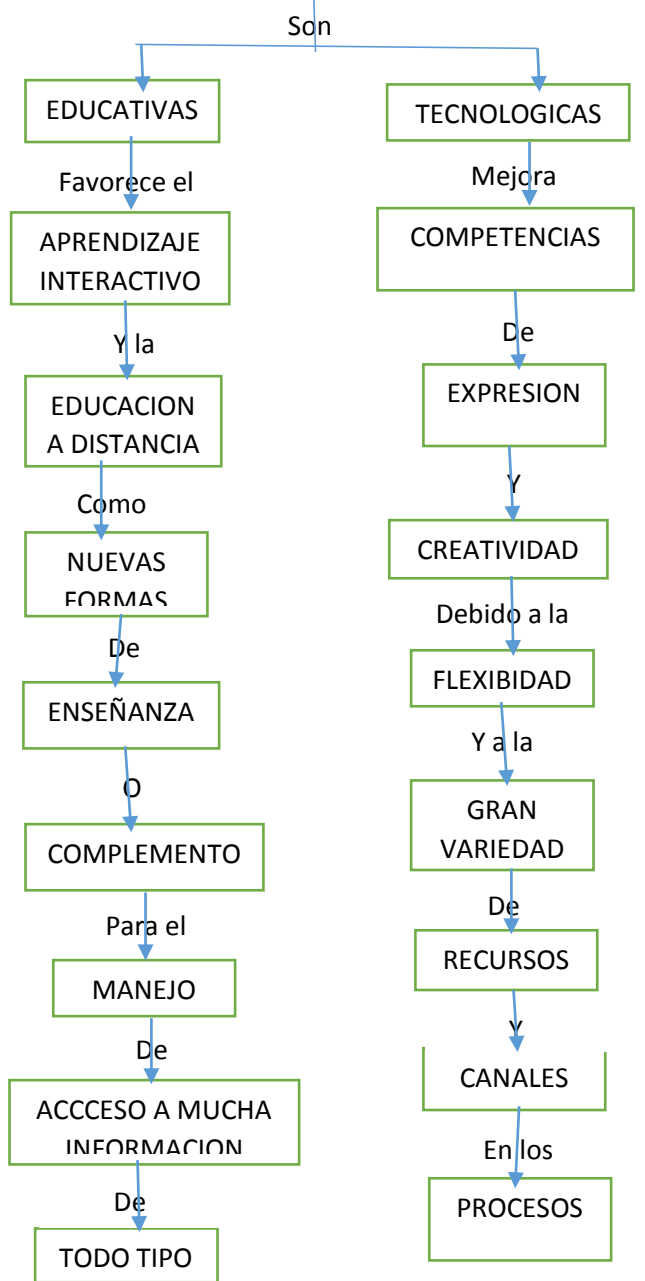 Son
EDUCATIVAS
Favorece el
APRENDIZAJE
INTERACTIVO
Y la
EDUCACION
A DISTANCIA
Como
NUEVAS
FORMAS
De
ENSEÑANZA
O
COMPLEMENTO
Para el
MANEJO
De
ACCCESO A MUCHA
INFORMACION
De
TODO TIPO
TECNOLOGICAS
Mejora
COMPETENCIAS
De
EXPRESION
Y
CREATIVIDAD
Debido a la
FLEXIBIDAD
Y a la
GRAN
VARIEDAD
De
RECURSOS
Y
CANALES
En los
PROCESOS